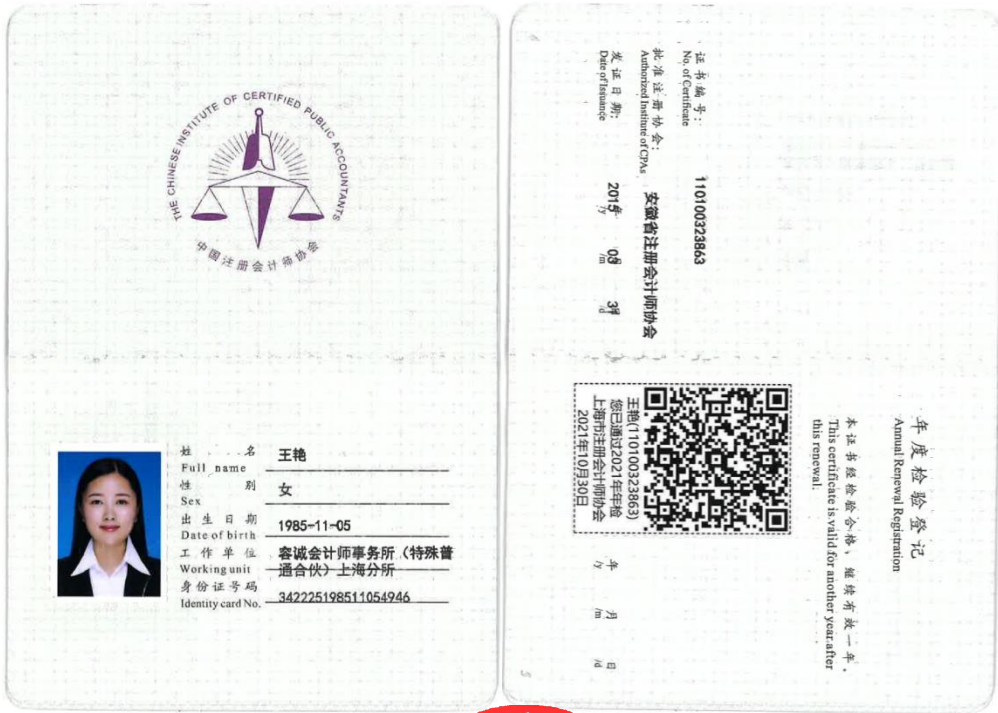 THE CHINESE INSTITUTE OF CERTIFIED PUBLIC ACCOUNTANTS
中国注册会计师协会
姓 名
Full name
王艳
性 别
Sex
女
出生日期
Date of birth
1985-11-05
工作单位
Working unit
容诚会计师事务所（特殊普
通合伙）上海分所
身份证号码
Identity card No.
342225198511054946
证书编号：
No. of Certificate
110100323863
批准注册协会：
Authorized Institute of CPAs
安徽省注册会计师协会
发证日期：
Date of Issuance
2015 年 03 月 31 日
/y /m /d
年度检验登记
Annual Renewal Registration
本证书经检验合格，继续有效一年。
This certificate is valid for another year after
this renewal.
王艳(110100323863)
您已通过2021年年检
上海市注册会计师协会
2021年10月30日
年 月 日
/y /m /d
5